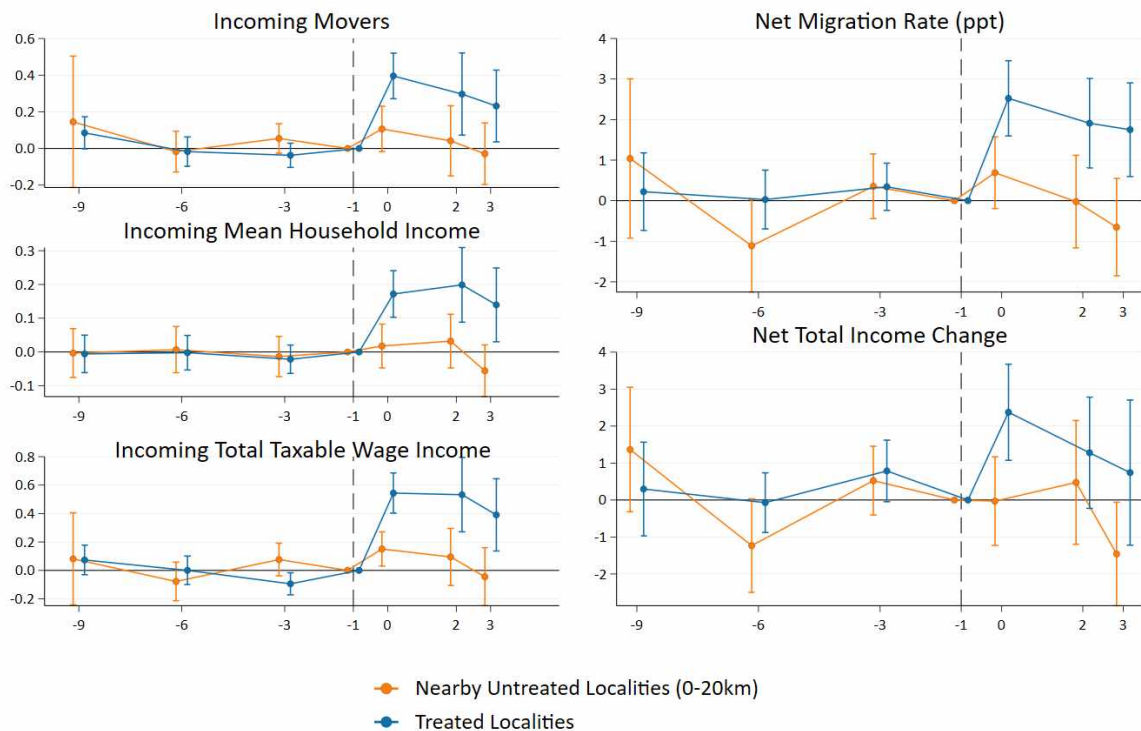 Incoming Movers
0.6
0.4
0.2
0.0
-0.2
-9 -6 -3 -1 0 2 3
Incoming Mean Household Income
0.3
0.2
0.1
0.0
-0.1
-9 -6 -3 -1 0 2 3
Incoming Total Taxable Wage Income
0.8
0.6
0.4
0.2
0.0
-0.2
-9 -6 -3 -1 0 2 3
Net Migration Rate (ppt)
4
3
2
1
0
-1
-2
-9 -6 -3 -1 0 2 3
Net Total Income Change
4
3
2
1
0
-1
-2
-9 -6 -3 -1 0 2 3
Nearby Untreated Localities (0-20km)
Treated Localities